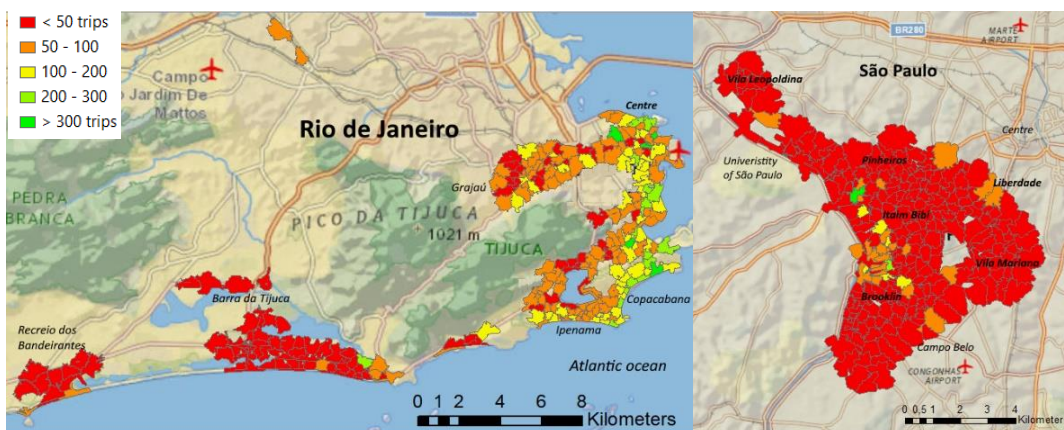 < 50 trips
50 - 100
100 - 200
200 - 300
> 300 trips
Campo
o Jardim De
Mattos
Rio de Janeiro
Centre
Grajaú
PEDRA
BRANCA
PICO DA TIJUCA
1021 m
TIJUCA
Barra da Tijuca
Copacabana
Recreio dos
Bandeirantes
Ipenama
Atlantic ocean
0 1 2 4 6 8
Kilometers
BR280
MARTE
AIRPORT
São Paulo
Vila Leopoldina
Centre
Univeristity
of São Paulo
Pinheiros
Liberdade
Itaim Bibi
Vila Mariana
Brooklin
Campo Belo
CONGONHAS
AIRPORT
0 0.5 1 2 3 4
Kilometer